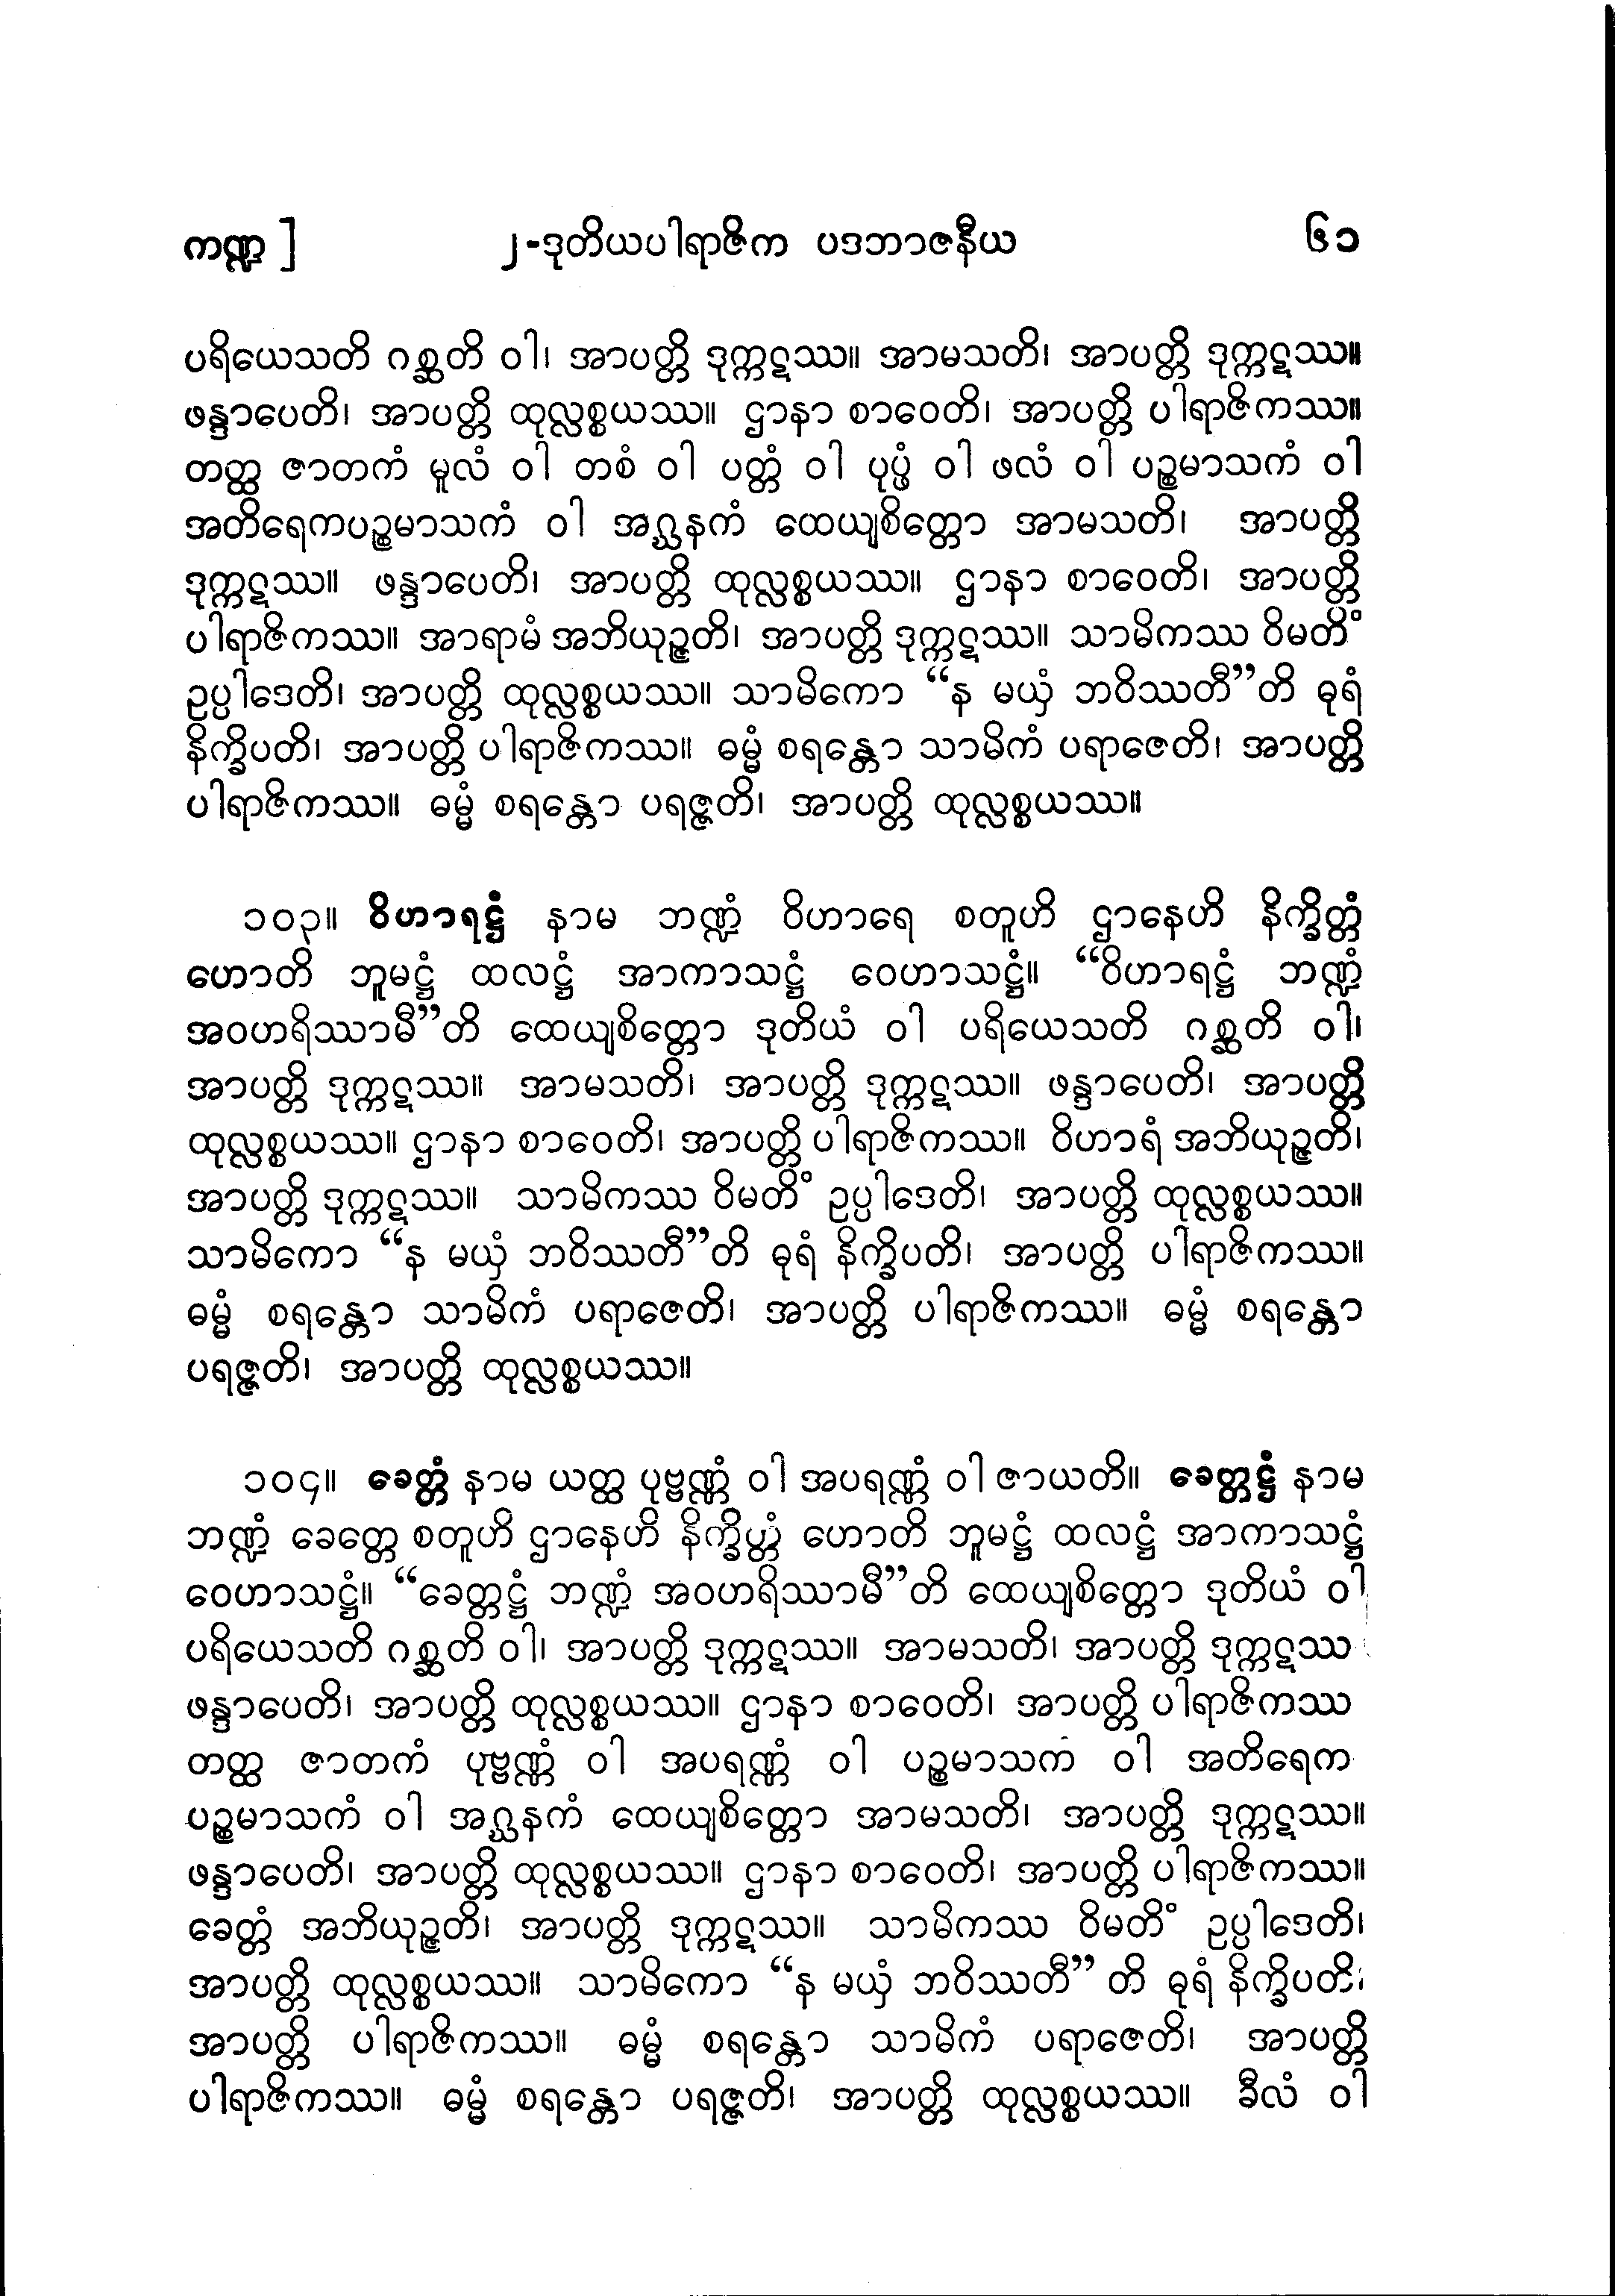 ကဏ္ဍ ] ၂-ဒုတိယပါရာဇိက ပဒဘာဇနီယ ၆၁
ပရိယေသတိ ဂစ္ဆတိ ဝါ၊ အာပတ္တိ ဒုက္ကဋဿ။ အာမသတိ၊ အာပတ္တိ ဒုက္ကဋဿ။
ဖန္ဒာပေတိ၊ အာပတ္တိ ထုလ္လစ္စယဿ။ ဌာနာ စာဝေတိ၊ အာပတ္တိ ပါရာဇိကဿ။
တတ္ထ ဇာတကံ မူလံ ဝါ တစံ ဝါ ပတ္တံ ဝါ ပုပ္ဖံ ဝါ ဖလံ ဝါ ပဉ္စမာသကံ ဝါ
အတိရေကပဉ္စမာသကံ ဝါ အဂ္ဃနကံ ထေယျစိတ္တော အာမသတိ၊ အာပတ္တိ
ဒုက္ကဋဿ။ ဖန္ဒာပေတိ၊ အာပတ္တိ ထုလ္လစ္စယဿ။ ဌာနာ စာဝေတိ၊ အာပတ္တိ
ပါရာဇိကဿ။ အာရာမံ အဘိယုဉ္ဇတိ၊ အာပတ္တိ ဒုက္ကဋဿ။ သာမိကဿ ဝိမတိံ
ဥပ္ပါဒေတိ၊ အာပတ္တိ ထုလ္လစ္စယဿ။ သာမိကော “န မယှံ ဘဝိဿတီ”တိ ဓုရံ
နိက္ခိပတိ၊ အာပတ္တိ ပါရာဇိကဿ။ ဓမ္မံ စရန္တော သာမိကံ ပရာဇေတိ၊ အာပတ္တိ
ပါရာဇိကဿ။ ဓမ္မံ စရန္တော ပရဇ္ဇတိ၊ အာပတ္တိ ထုလ္လစ္စယဿ။
၁၀၃။ ဝိဟာရဋ္ဌံ နာမ ဘဏ္ဍံ ဝိဟာရေ စတူဟိ ဌာနေဟိ နိက္ခိတ္တံ
ဟောတိ ဘူမဋ္ဌံ ထလဋ္ဌံ အာကာသဋ္ဌံ ဝေဟာသဋ္ဌံ။ “ဝိဟာရဋ္ဌံ ဘဏ္ဍံ
အဝဟရိဿာမီ”တိ ထေယျစိတ္တော ဒုတိယံ ဝါ ပရိယေသတိ ဂစ္ဆတိ ဝါ၊
အာပတ္တိ ဒုက္ကဋဿ။ အာမသတိ၊ အာပတ္တိ ဒုက္ကဋဿ။ ဖန္ဒာပေတိ၊ အာပတ္တိ
ထုလ္လစ္စယဿ။ ဌာနာ စာဝေတိ၊ အာပတ္တိ ပါရာဇိကဿ။ ဝိဟာရံ အဘိယုဉ္ဇတိ၊
အာပတ္တိ ဒုက္ကဋဿ။ သာမိကဿ ဝိမတိံ ဥပ္ပါဒေတိ၊ အာပတ္တိ ထုလ္လစ္စယဿ။
သာမိကော “န မယှံ ဘဝိဿတီ”တိ ဓုရံ နိက္ခိပတိ၊ အာပတ္တိ ပါရာဇိကဿ။
ဓမ္မံ စရန္တော သာမိကံ ပရာဇေတိ၊ အာပတ္တိ ပါရာဇိကဿ။ ဓမ္မံ စရန္တော
ပရဇ္ဇတိ၊ အာပတ္တိ ထုလ္လစ္စယဿ။
၁၀၄။ ခေတ္တံ နာမ ယတ္ထ ပုဗ္ဗဏ္ဏံ ဝါ အပရဏ္ဏံ ဝါ ဇာယတိ။ ခေတ္တဋ္ဌံ နာမ
ဘဏ္ဍံ ခေတ္တေ စတူဟိ ဌာနေဟိ နိက္ခိတ္တံ ဟောတိ ဘူမဋ္ဌံ ထလဋ္ဌံ အာကာသဋ္ဌံ
ဝေဟာသဋ္ဌံ။ “ခေတ္တဋ္ဌံ ဘဏ္ဍံ အဝဟရိဿာမီ”တိ ထေယျစိတ္တော ဒုတိယံ ဝါ
ပရိယေသတိ ဂစ္ဆတိ ဝါ၊ အာပတ္တိ ဒုက္ကဋဿ။ အာမသတိ၊ အာပတ္တိ ဒုက္ကဋဿ
ဖန္ဒာပေတိ၊ အာပတ္တိ ထုလ္လစ္စယဿ။ ဌာနာ စာဝေတိ၊ အာပတ္တိ ပါရာဇိကဿ
တတ္ထ ဇာတကံ ပုဗ္ဗဏ္ဏံ ဝါ အပရဏ္ဏံ ဝါ ပဉ္စမာသက ဝါ အတိရေက
ပဉ္စမာသကံ ဝါ အဂ္ဃနကံ ထေယျစိတ္တော အာမသတိ၊ အာပတ္တိ ဒုက္ကဋဿ။
ဖန္ဒာပေတိ၊ အာပတ္တိ ထုလ္လစ္စယဿ။ ဌာနာ စာဝေတိ၊ အာပတ္တိ ပါရာဇိကဿ။
ခေတ္တံ အဘိယုဉ္ဇတိ၊ အာပတ္တိ ဒုက္ကဋဿ။ သာမိကဿ ဝိမတိံ ဥပ္ပါဒေတိ၊
အာပတ္တိ ထုလ္လစ္စယဿ။ သာမိကော “န မယှံ ဘဝိဿတီ” တိ ဓုရံ နိက္ခိပတိ၊
အာပတ္တိ ပါရာဇိကဿ။ ဓမ္မံ စရန္တော သာမိကံ ပရာဇေတိ၊ အာပတ္တိ
ပါရာဇိကဿ။ ဓမ္မံ စရန္တော ပရဇ္ဇတိ၊ အာပတ္တိ ထုလ္လစ္စယဿ။ ခီလံ ဝါ